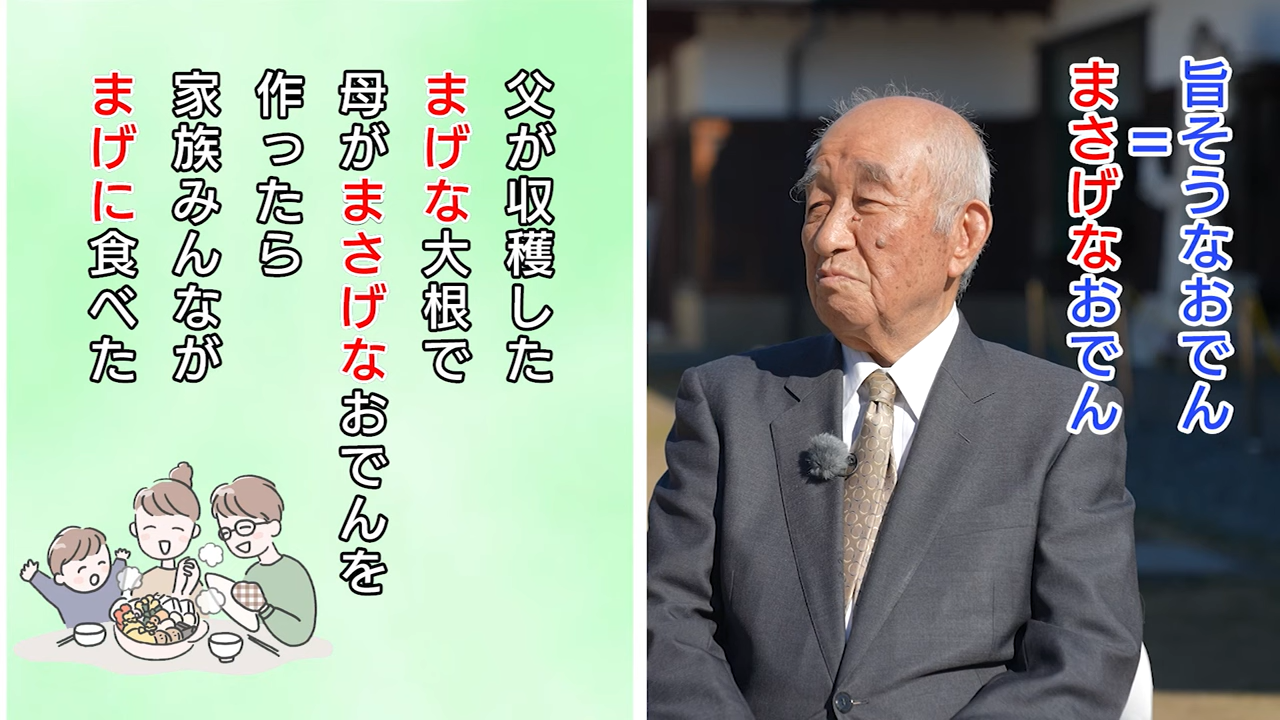 父が収穫した
まげな大根で
母がまさげなおでんを
作ったら
家族みんなが
まげに食べた
旨そうなおでん
=
まさげなおでん